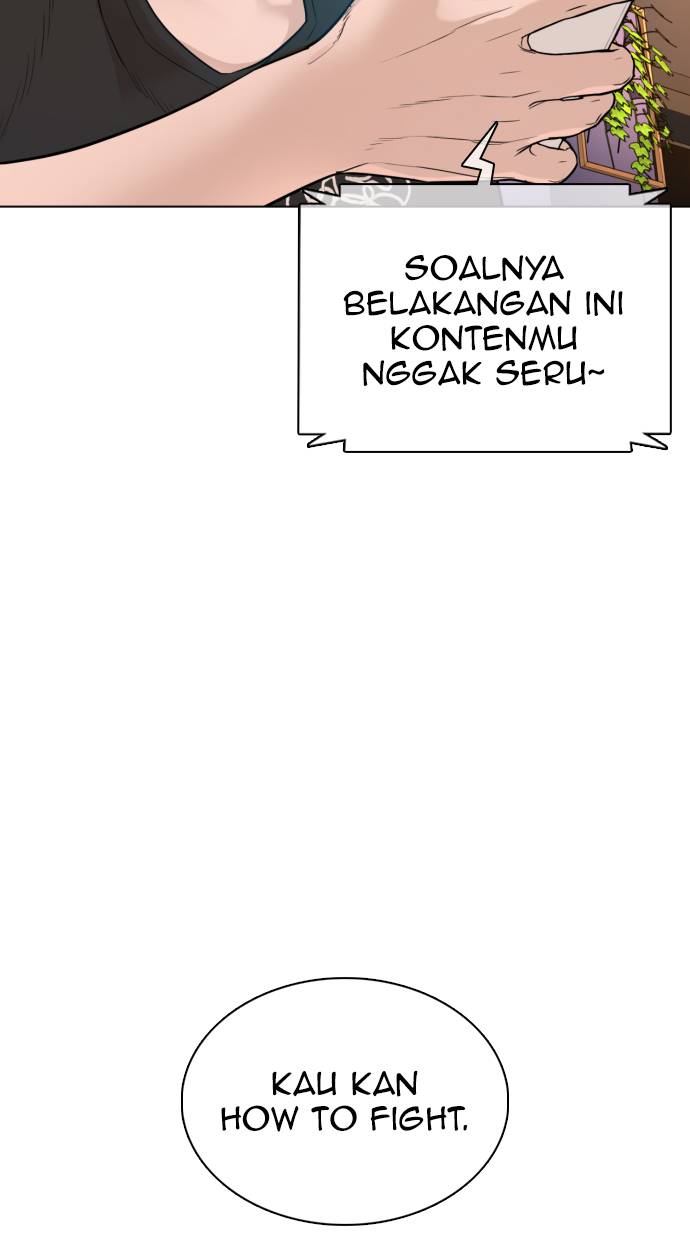 SOALNYA
BELAKANGAN INI
KONTENMU
NGGAK SERU~
KAU KAN
HOW TO FIGHT.